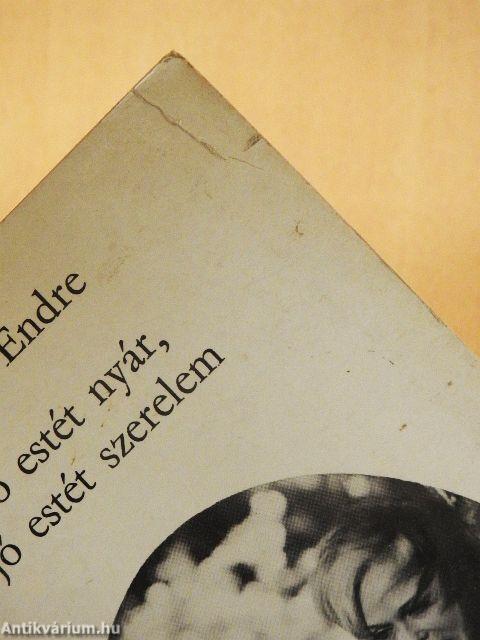 Endre
ó estét nyár,
jó estét szerelem
Antikvárium.hu